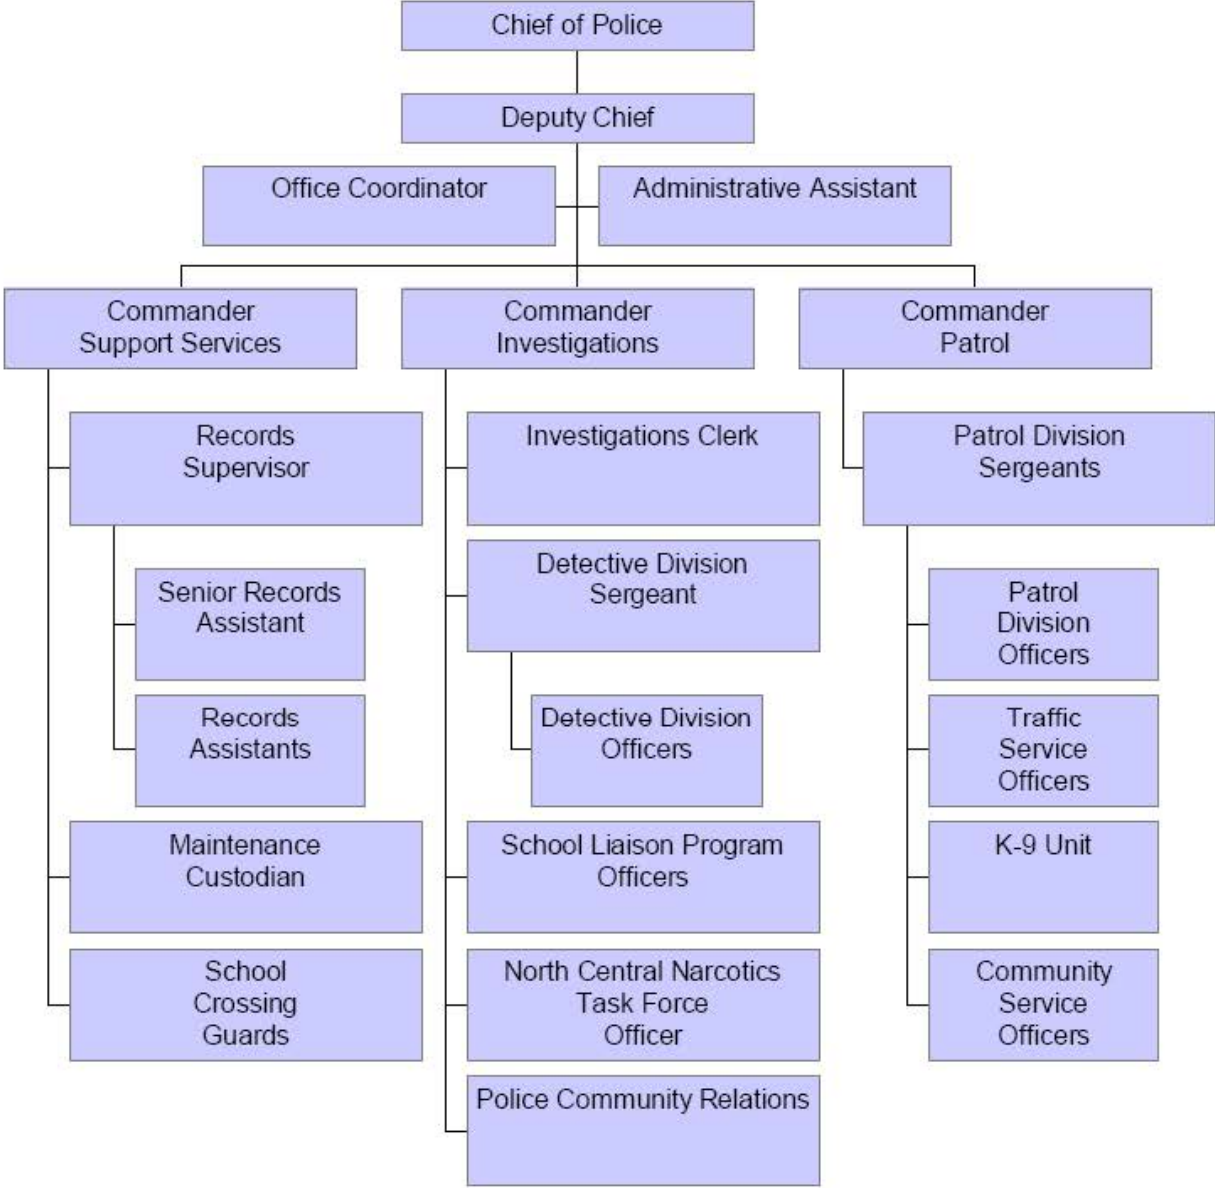 Chief of Police
Deputy Chief
Office Coordinator
Administrative Assistant
Commander
Support Services
Commander
Investigations
Commander
Patrol
Records
Supervisor
Senior Records
Assistant
Records
Assistants
Maintenance
Custodian
School
Crossing
Guards
Investigations Clerk
Detective Division
Sergeant
Detective Division
Officers
School Liaison Program
Officers
North Central Narcotics
Task Force
Officer
Police Community Relations
Patrol Division
Sergeants
Patrol
Division
Officers
Traffic
Service
Officers
K-9 Unit
Community
Service
Officers